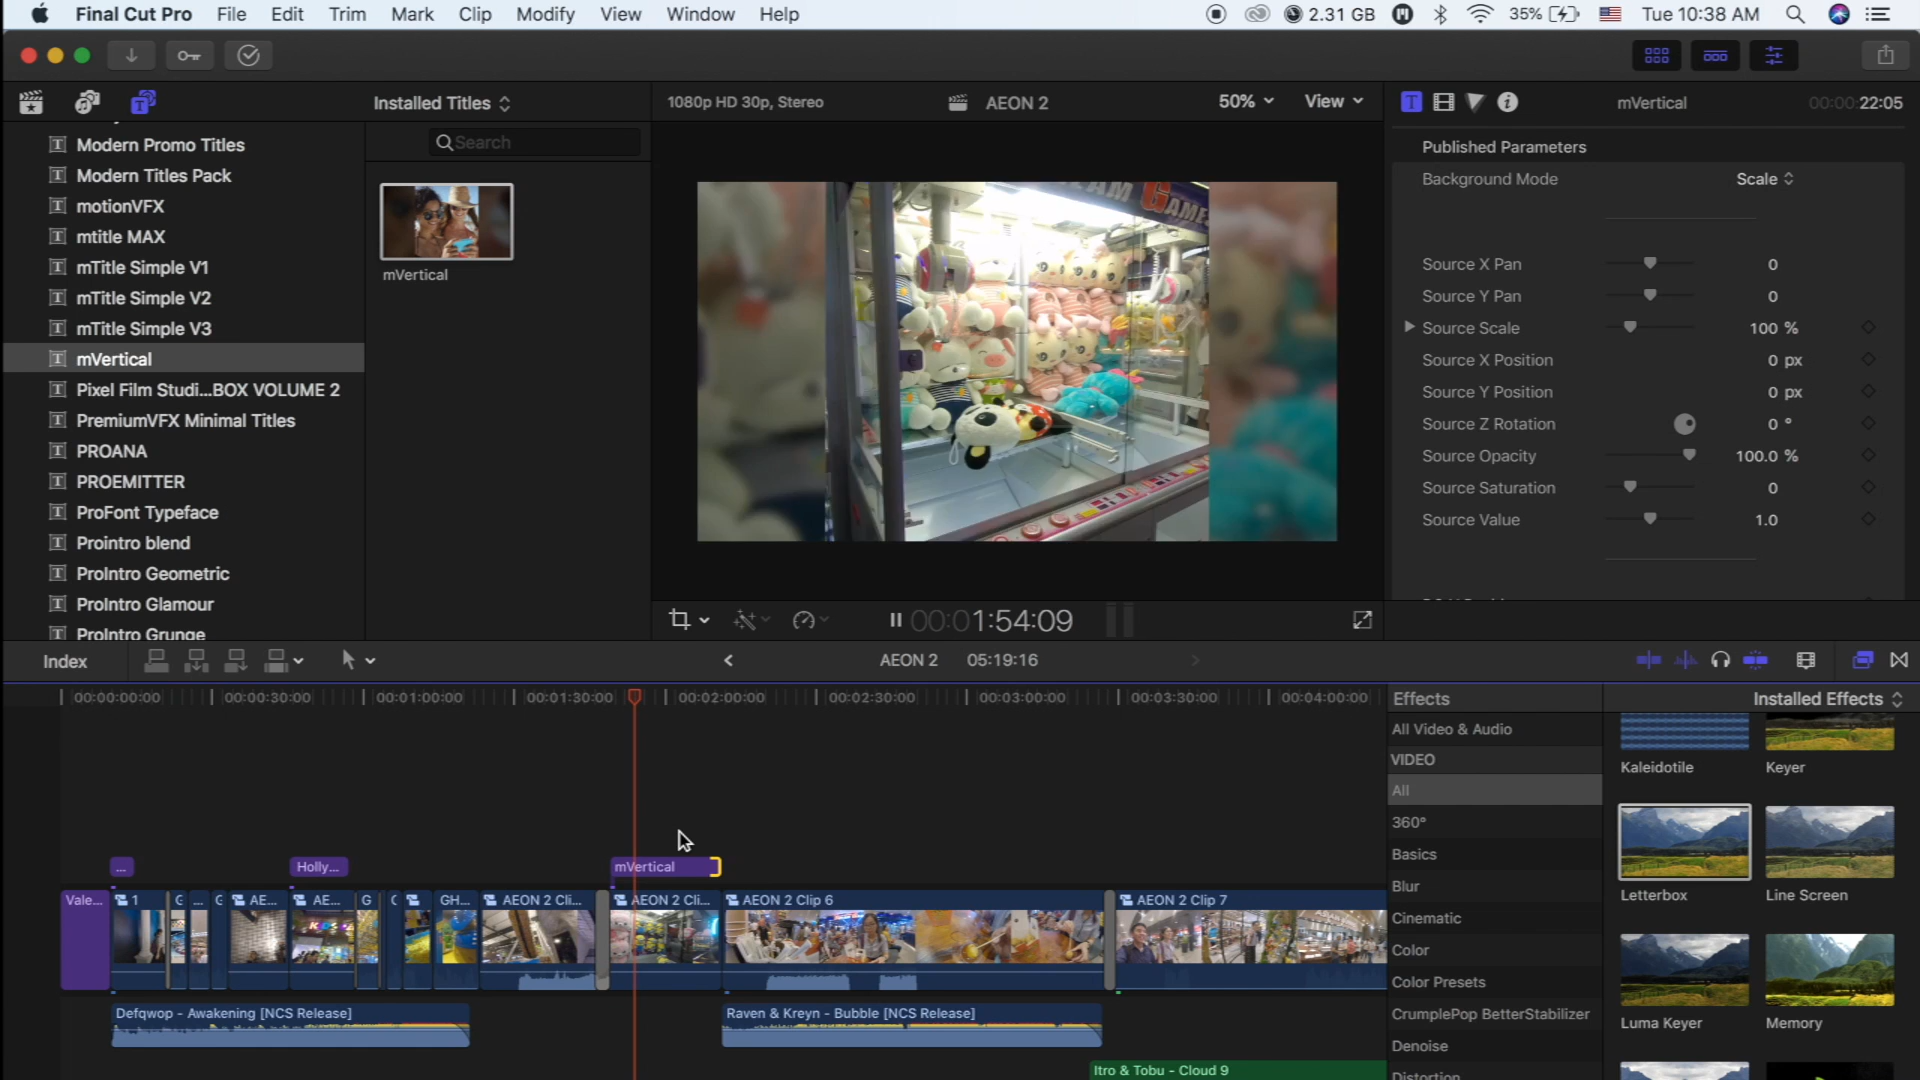 Final Cut Pro File Edit Trim Mark Clip Modify View Window Help 2.31 GB 35% Tue 10:38 AM
Installed Titles
1080p HD 30p, Stereo AEON 2 50% View
mVertical 00:00:22:05
Search
Modern Promo Titles
Modern Titles Pack
motionVFX
mtitle MAX
mTitle Simple V1
mTitle Simple V2
mTitle Simple V3
mVertical
Pixel Film Studi...BOX VOLUME 2
PremiumVFX Minimal Titles
PROANA
PROEMITTER
ProFont Typeface
Prointro blend
ProIntro Geometric
ProIntro Glamour
ProIntro Grunge
mVertical
GAMES
Published Parameters
Background Mode Scale
Source X Pan 0
Source Y Pan 0
Source Scale 100 %
Source X Position 0 px
Source Y Position 0 px
Source Z Rotation 0 °
Source Opacity 100.0 %
Source Saturation 0
Source Value 1.0
00:01:54:09
Index AEON 2 05:19:16
00:00:00:00 00:00:30:00 00:01:00:00 00:01:30:00 00:02:00:00 00:02:30:00 00:03:00:00 00:03:30:00 00:04:00:00
... Holly... mVertical
Vale... 1 G ... G AE... AE... G GH... AEON 2 Cli... AEON 2 Cli... AEON 2 Clip 6 AEON 2 Clip 7
Defqwop - Awakening [NCS Release] Raven & Kreyn - Bubble [NCS Release]
Itro & Tobu - Cloud 9
Effects Installed Effects
All Video & Audio
VIDEO
All
360°
Basics
Blur
Cinematic
Color
Color Presets
CrumplePop BetterStabilizer
Denoise
Distortion
Kaleidotile Keyer
Letterbox Line Screen
Luma Keyer Memory